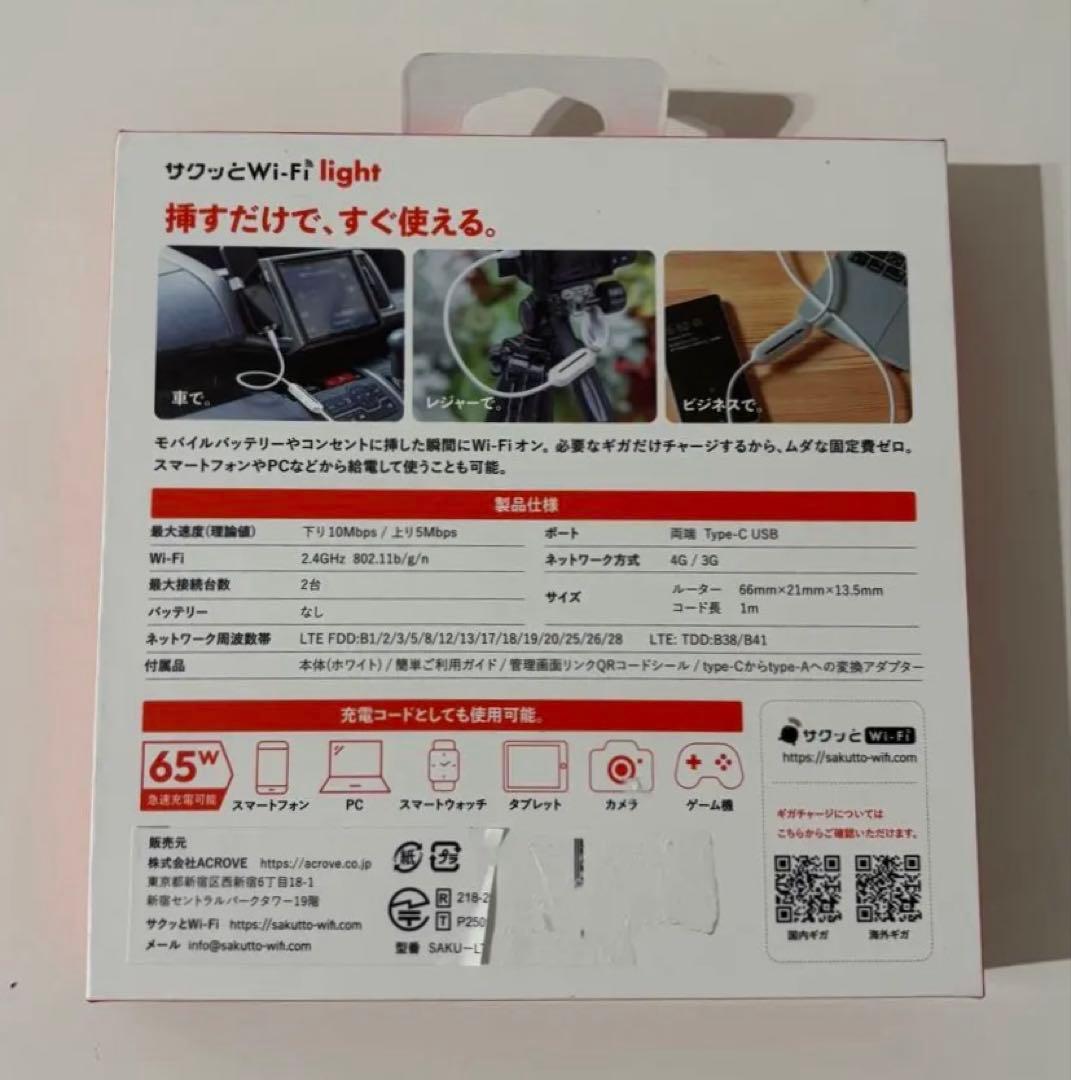 サクッとWi-Fi light
挿すだけで、すぐ使える。
車で。
レジャーで。
ビジネスで。
モバイルバッテリーやコンセントに挿した瞬間にWi-Fiオン。必要なギガだけチャージするから、ムダな固定費ゼロ。
スマートフォンやPCなどから給電して使うことも可能。
製品仕様
最大速度(理論値) 下り10Mbps / 上り5Mbps
Wi-Fi 2.4GHz 802.11b/g/n
最大接続台数 2台
バッテリー なし
ポート 両端 Type-C USB
ネットワーク方式 4G / 3G
サイズ ルーター 66mm×21mm×13.5mm
コード長 1m
ネットワーク周波数帯 LTE FDD:B1/2/3/5/8/12/13/17/18/19/20/25/26/28 LTE: TDD:B38/B41
付属品 本体(ホワイト) / 簡単ご利用ガイド / 管理画面リンクQRコードシール / type-Cからtype-Aへの変換アダプター
充電コードとしても使用可能。
65W
急速充電可能
スマートフォン
PC
スマートウォッチ
タブレット
カメラ
ゲーム機
サクッとWi-Fi
https://sakutto-wifi.com
ギガチャージについては
こちらからご確認いただけます。
国内ギガ
海外ギガ
販売元
株式会社ACROVE https://acrove.co.jp
東京都新宿区西新宿6丁目18-1
新宿セントラルパークタワー19階
サクッとWi-Fi https://sakutto-wifi.com
メール info@sakutto-wifi.com
紙
プラ
R 218-2
T P250
型番 SAKU-L